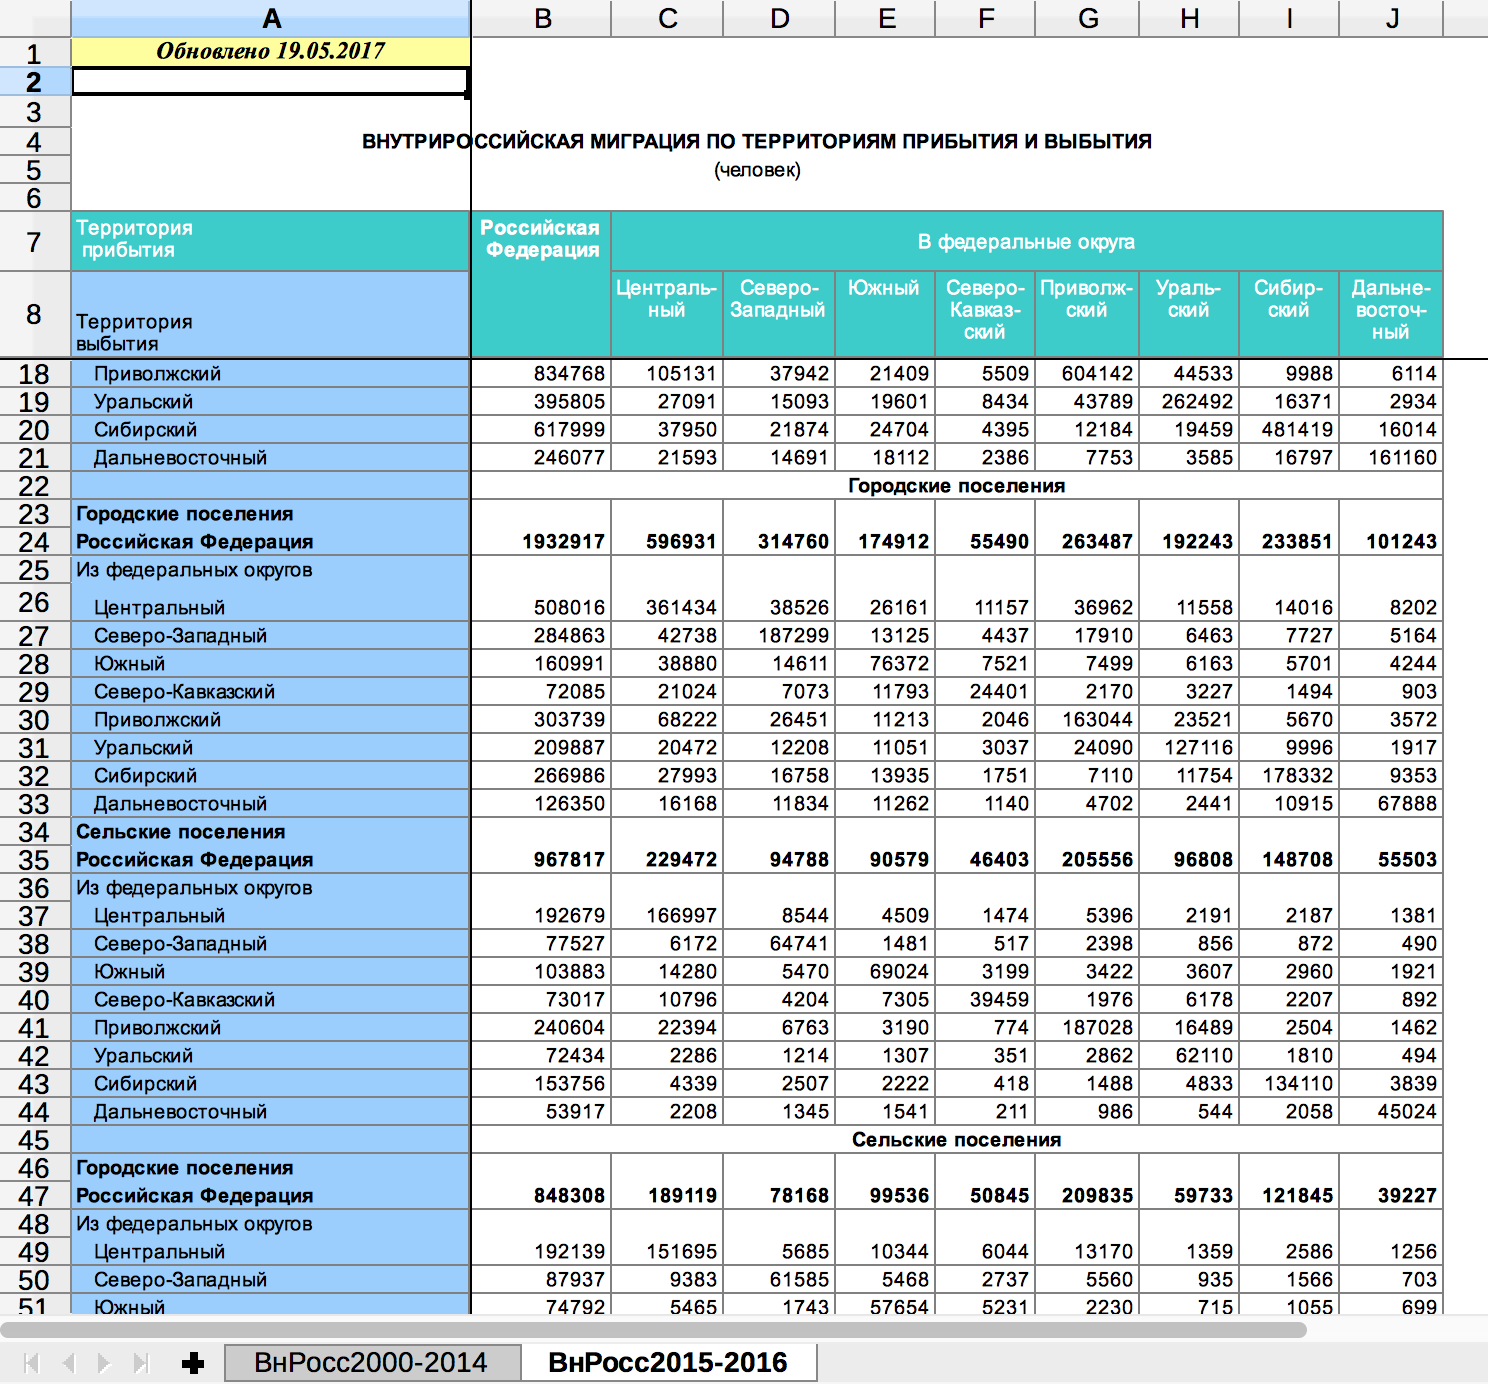 A B C D E F G H I J
1 Обновлено 19.05.2017
2
3
4 ВНУТРИРОССИЙСКАЯ МИГРАЦИЯ ПО ТЕРРИТОРИЯМ ПРИБЫТИЯ И ВЫБЫТИЯ
5 (человек)
6
7 Территория прибытия Российская Федерация В федеральные округа
8 Территория выбытия Централь-ный Северо-Западный Южный Северо-Кавказ-ский Приволж-ский Ураль-ский Сибир-ский Дальне-восточ-ный
18 Приволжский 834768 105131 37942 21409 5509 604142 44533 9988 6114
19 Уральский 395805 27091 15093 19601 8434 43789 262492 16371 2934
20 Сибирский 617999 37950 21874 24704 4395 12184 19459 481419 16014
21 Дальневосточный 246077 21593 14691 18112 2386 7753 3585 16797 161160
22 Городские поселения
23 Городские поселения
24 Российская Федерация 1932917 596931 314760 174912 55490 263487 192243 233851 101243
25 Из федеральных округов
26 Центральный 508016 361434 38526 26161 11157 36962 11558 14016 8202
27 Северо-Западный 284863 42738 187299 13125 4437 17910 6463 7727 5164
28 Южный 160991 38880 14611 76372 7521 7499 6163 5701 4244
29 Северо-Кавказский 72085 21024 7073 11793 24401 2170 3227 1494 903
30 Приволжский 303739 68222 26451 11213 2046 163044 23521 5670 3572
31 Уральский 209887 20472 12208 11051 3037 24090 127116 9996 1917
32 Сибирский 266986 27993 16758 13935 1751 7110 11754 178332 9353
33 Дальневосточный 126350 16168 11834 11262 1140 4702 2441 10915 67888
34 Сельские поселения
35 Российская Федерация 967817 229472 94788 90579 46403 205556 96808 148708 55503
36 Из федеральных округов
37 Центральный 192679 166997 8544 4509 1474 5396 2191 2187 1381
38 Северо-Западный 77527 6172 64741 1481 517 2398 856 872 490
39 Южный 103883 14280 5470 69024 3199 3422 3607 2960 1921
40 Северо-Кавказский 73017 10796 4204 7305 39459 1976 6178 2207 892
41 Приволжский 240604 22394 6763 3190 774 187028 16489 2504 1462
42 Уральский 72434 2286 1214 1307 351 2862 62110 1810 494
43 Сибирский 153756 4339 2507 2222 418 1488 4833 134110 3839
44 Дальневосточный 53917 2208 1345 1541 211 986 544 2058 45024
45 Сельские поселения
46 Городские поселения
47 Российская Федерация 848308 189119 78168 99536 50845 209835 59733 121845 39227
48 Из федеральных округов
49 Центральный 192139 151695 5685 10344 6044 13170 1359 2586 1256
50 Северо-Западный 87937 9383 61585 5468 2737 5560 935 1566 703
51 Южный 74792 5465 1743 57654 5231 2230 715 1055 699
ВнРосс2000-2014 ВнРосс2015-2016